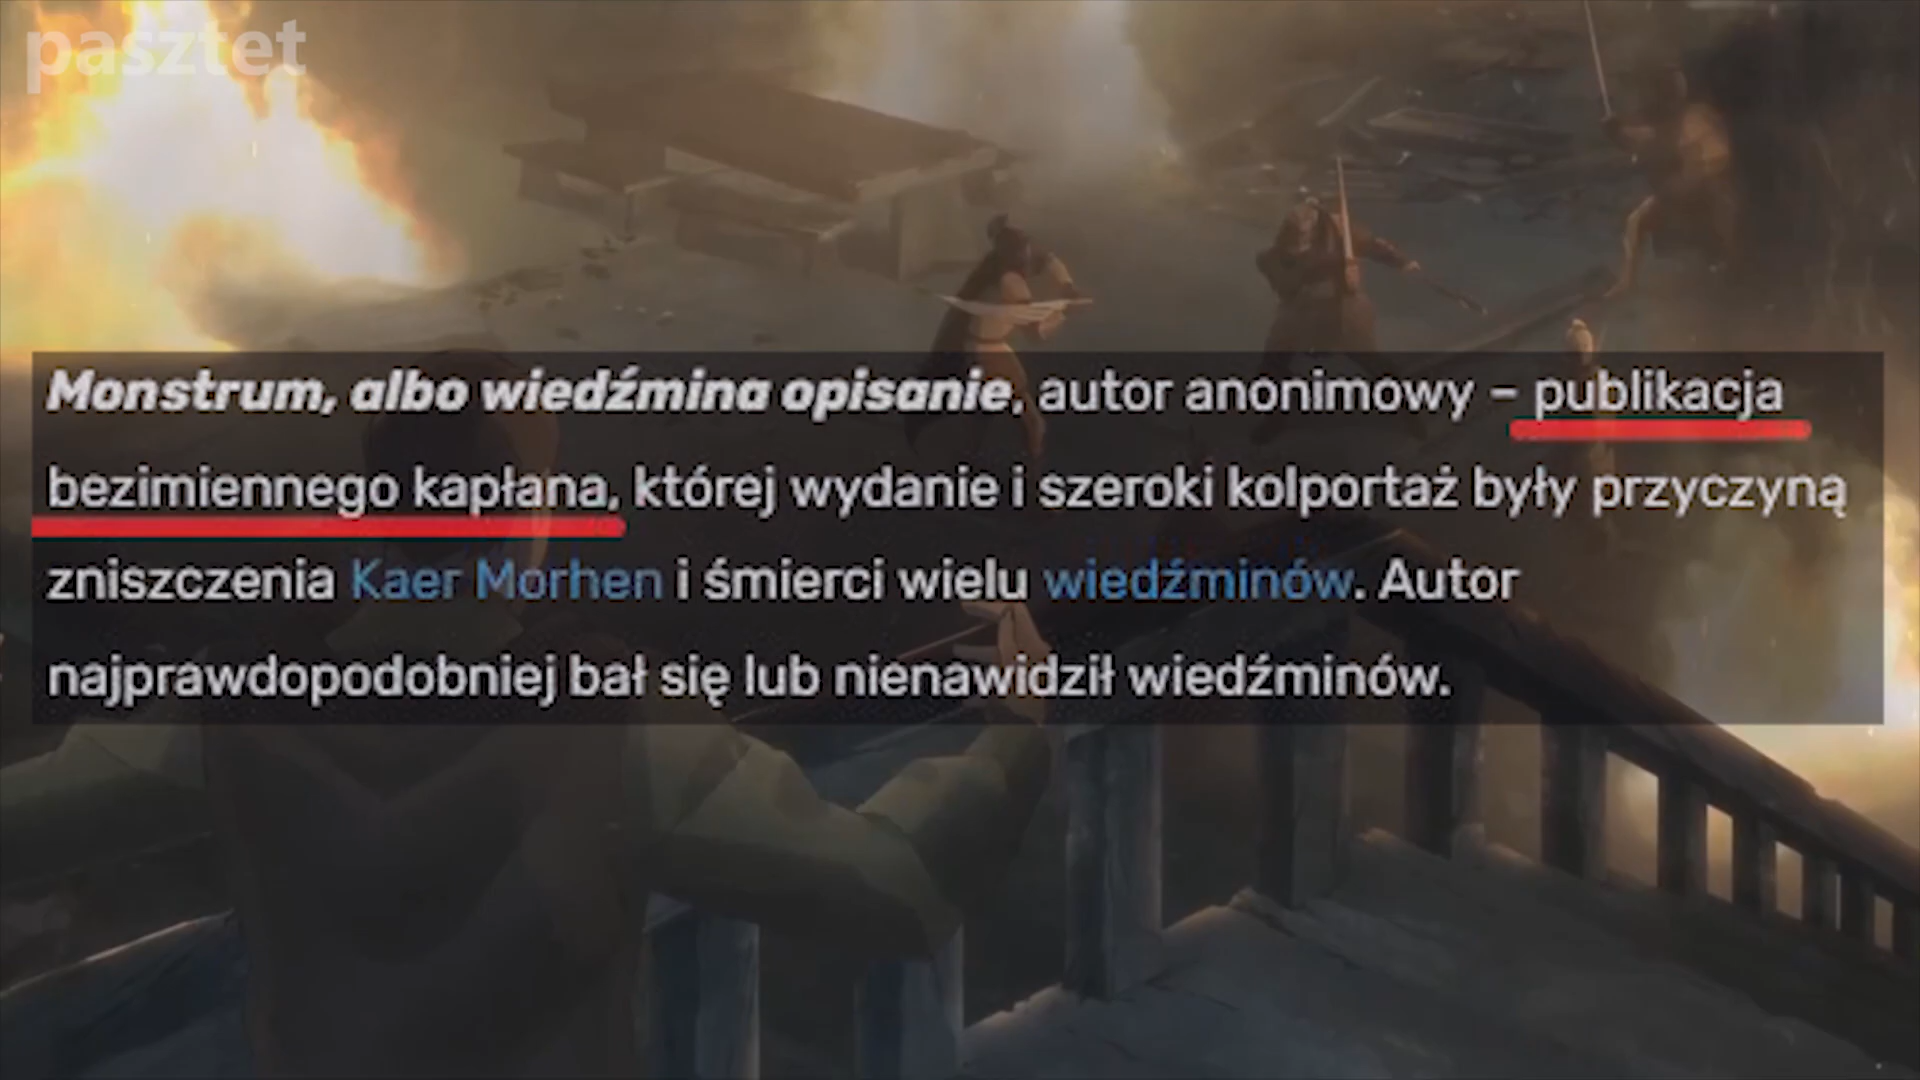 pasztet
Monstrum, albo wiedźmina opisanie, autor anonimowy – publikacja
bezimiennego kapłana, której wydanie i szeroki kolportaż były przyczyną
zniszczenia Kaer Morhen i śmierci wielu wiedźminów. Autor
najprawdopodobniej bał się lub nienawidził wiedźminów.